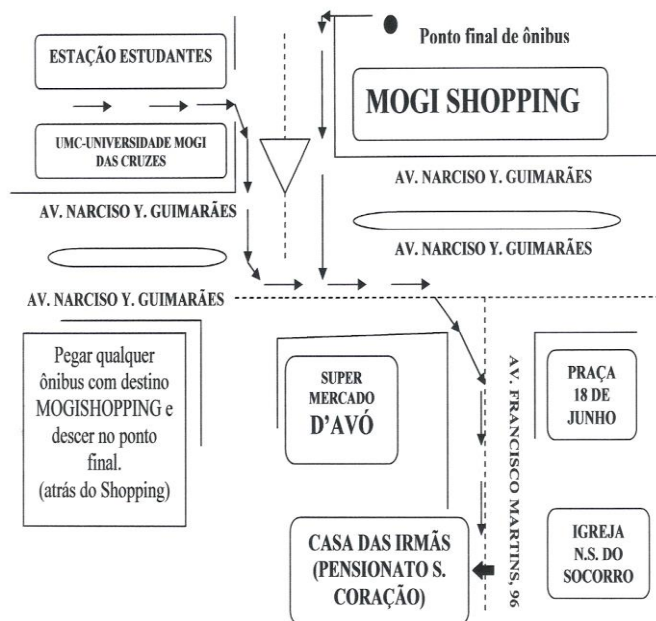 Ponto final de ônibus
ESTAÇÃO ESTUDANTES
MOGI SHOPPING
UMC-UNIVERSIDADE MOGI
DAS CRUZES
AV. NARCISO Y. GUIMARÃES
AV. NARCISO Y. GUIMARÃES
AV. NARCISO Y. GUIMARÃES
AV. NARCISO Y. GUIMARÃES
Pegar qualquer
ônibus com destino
MOGISHOPPING e
descer no ponto
final.
(atrás do Shopping)
SUPER
MERCADO
D'AVÓ
AV. FRANCISCO MARTINS, 96
PRAÇA
18 DE
JUNHO
CASA DAS IRMÃS
(PENSIONATO S.
CORAÇÃO)
IGREJA
N.S. DO
SOCORRO